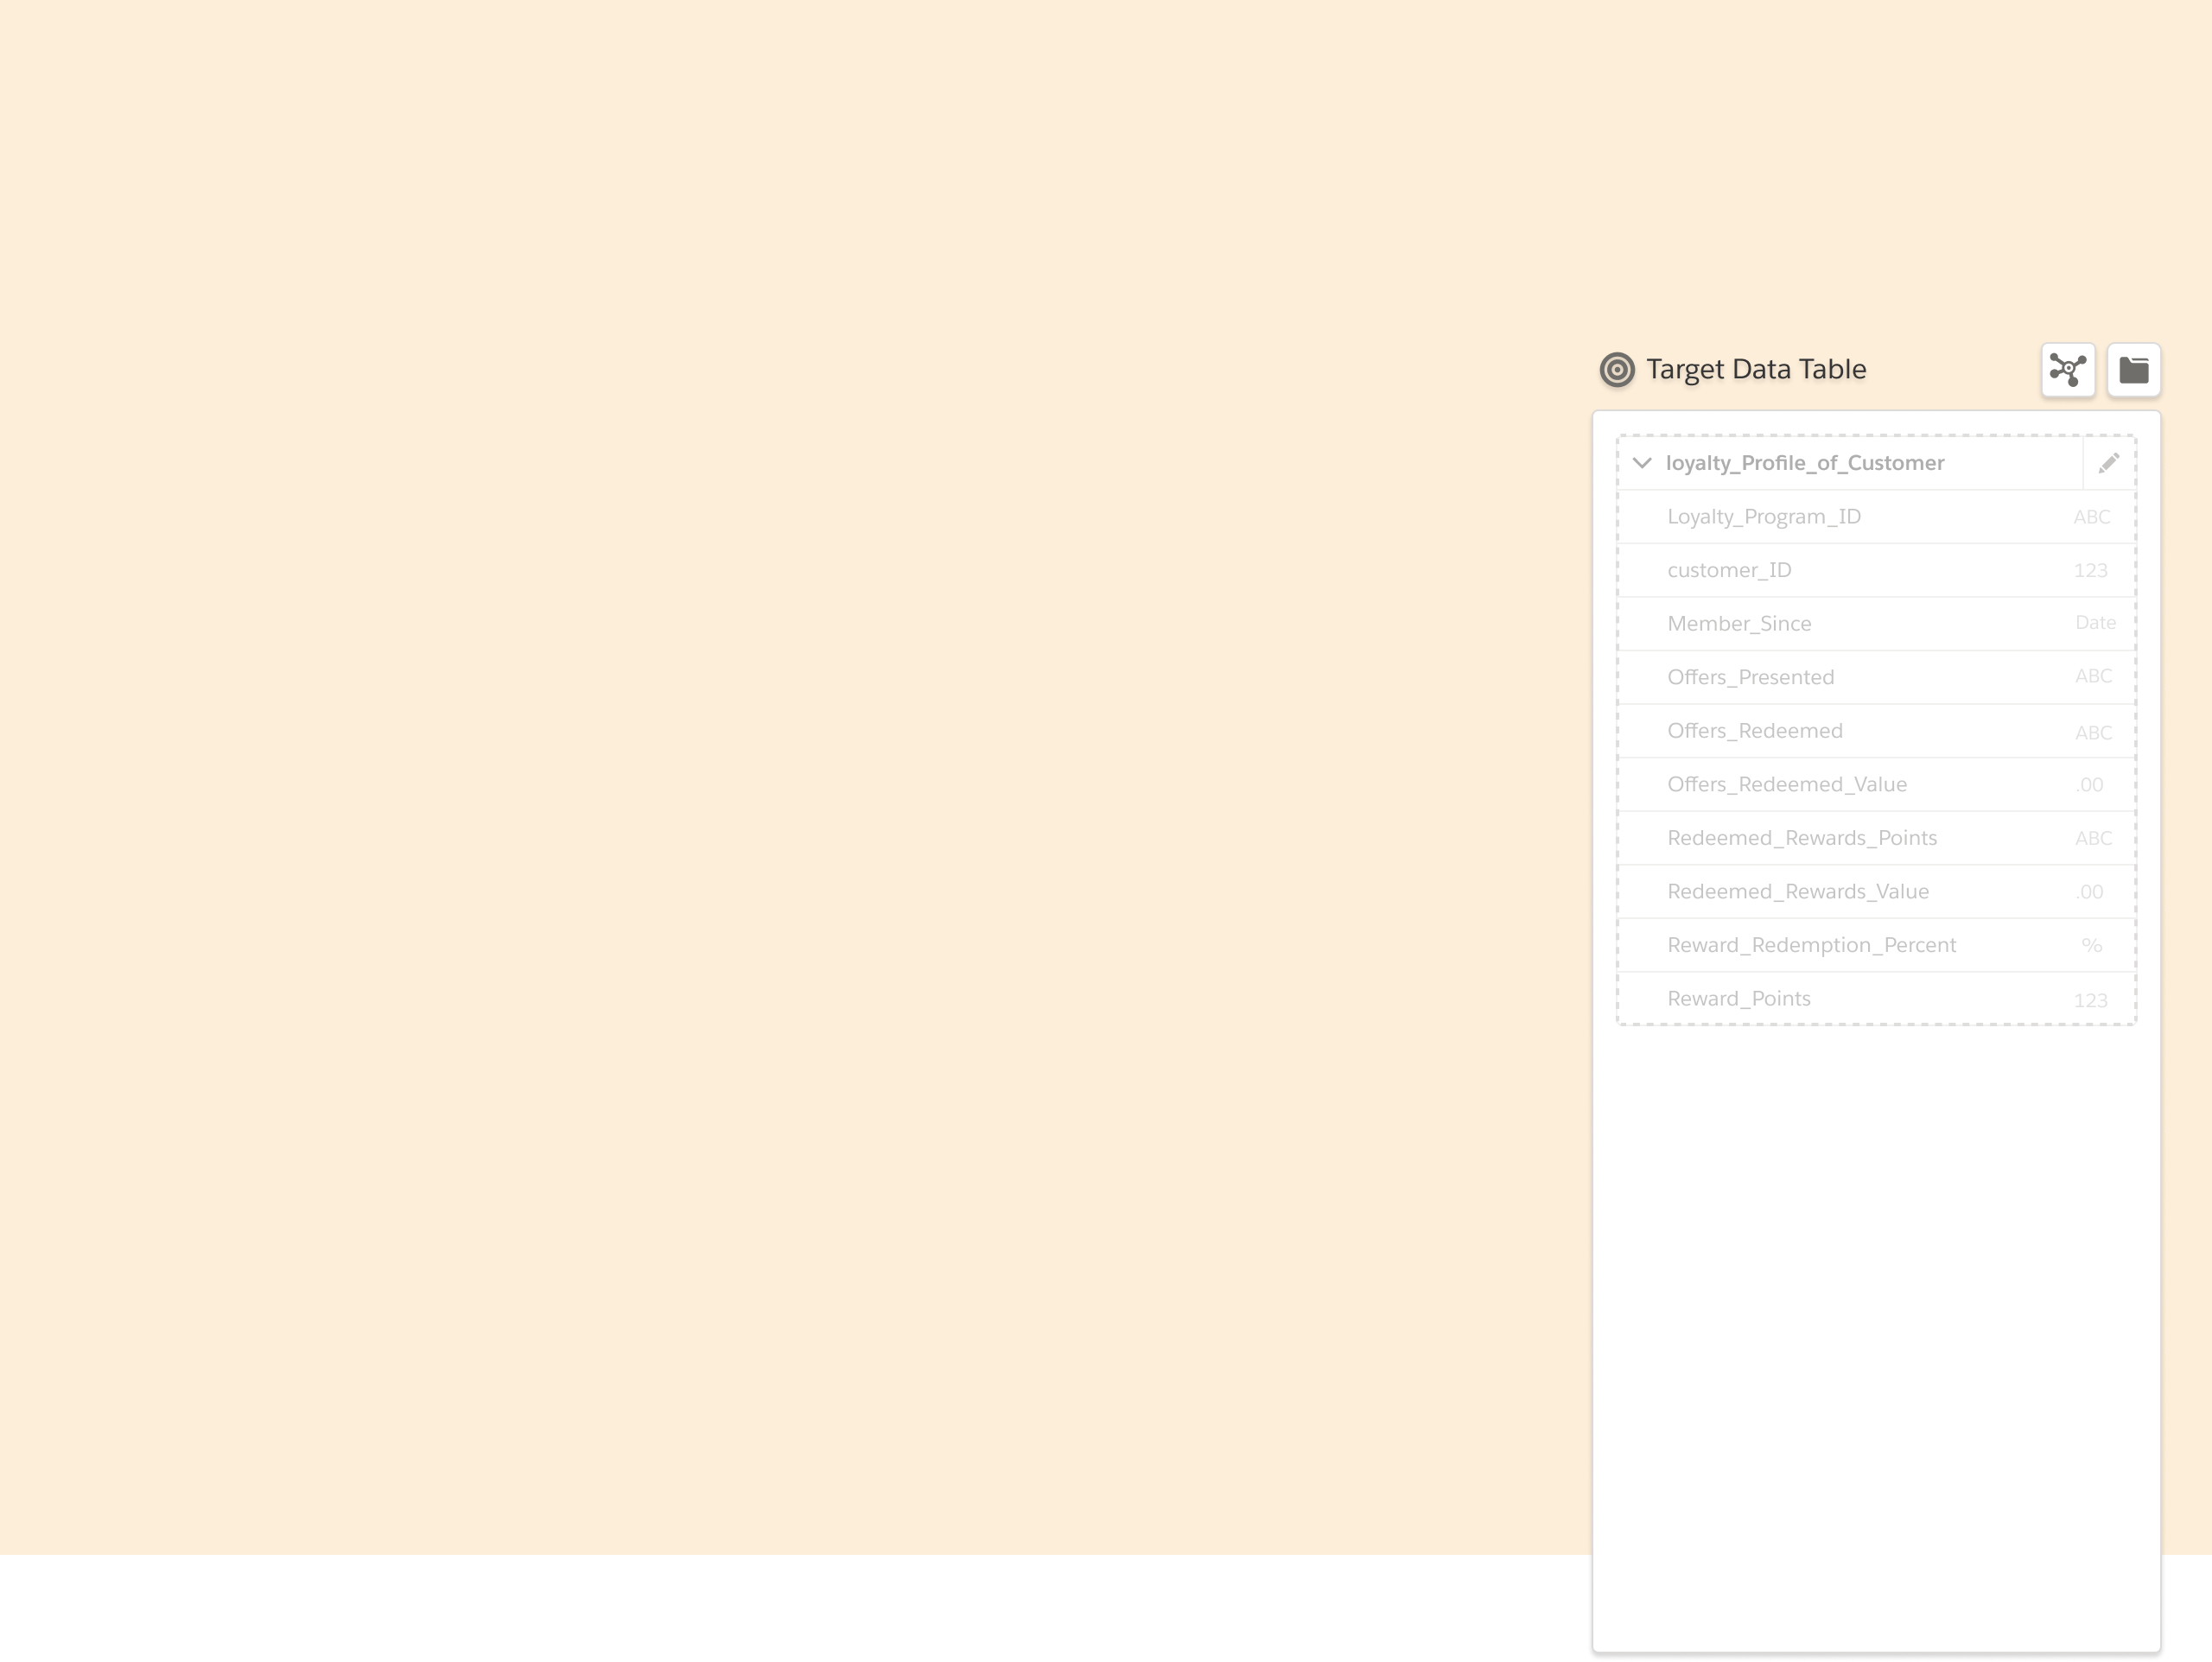 Target Data Table
loyalty_Profile_of_Customer
Loyalty_Program_ID ABC
customer_ID 123
Member_Since Date
Offers_Presented ABC
Offers_Redeemed ABC
Offers_Redeemed_Value .00
Redeemed_Rewards_Points ABC
Redeemed_Rewards_Value .00
Reward_Redemption_Percent %
Reward_Points 123